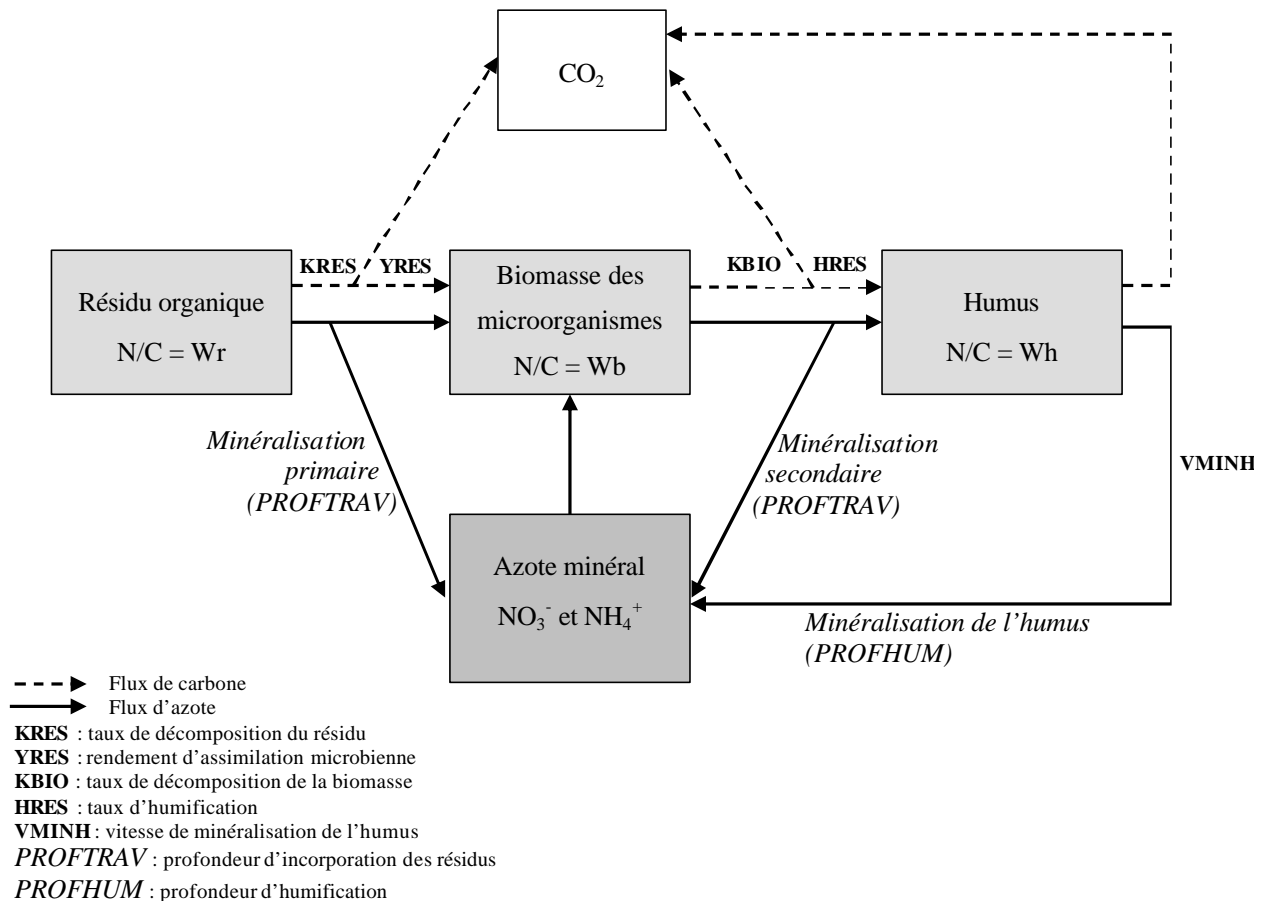 CO₂
KRES YRES
KBIO HRES
Résidu organique
N/C = Wr
Biomasse des
microorganismes
N/C = Wb
Humus
N/C = Wh
Minéralisation
primaire
(PROFTRAV)
Minéralisation
secondaire
(PROFTRAV)
VMINH
Azote minéral
NO₃⁻ et NH₄⁺
Minéralisation de l'humus
(PROFHUM)
Flux de carbone
Flux d'azote
KRES : taux de décomposition du résidu
YRES : rendement d'assimilation microbienne
KBIO : taux de décomposition de la biomasse
HRES : taux d'humification
VMINH : vitesse de minéralisation de l'humus
PROFTRAV : profondeur d'incorporation des résidus
PROFHUM : profondeur d'humification